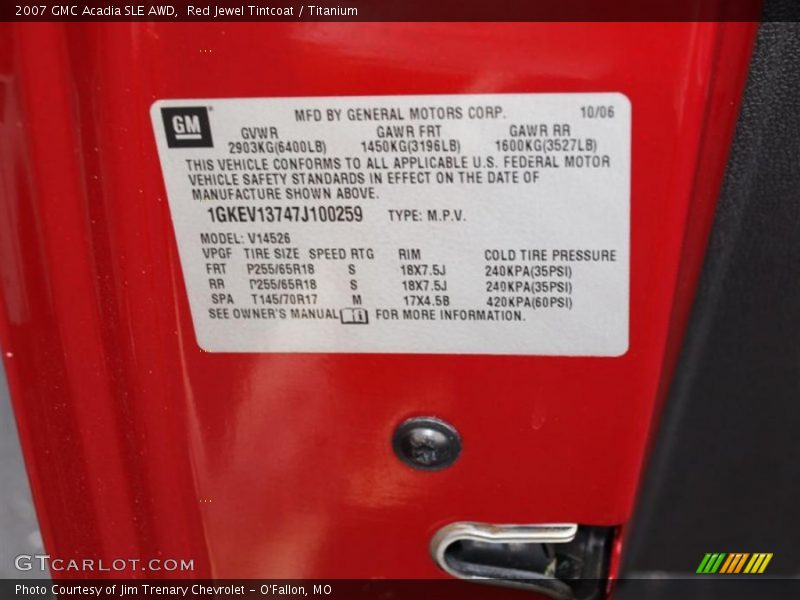 2007 GMC Acadia SLE AWD, Red Jewel Tintcoat / Titanium
GM
MFD BY GENERAL MOTORS CORP. 10/06
GVWR GAWR FRT GAWR RR
2903KG(6400LB) 1450KG(3196LB) 1600KG(3527LB)
THIS VEHICLE CONFORMS TO ALL APPLICABLE U.S. FEDERAL MOTOR
VEHICLE SAFETY STANDARDS IN EFFECT ON THE DATE OF
MANUFACTURE SHOWN ABOVE.
1GKEV13747J100259 TYPE: M.P.V.
MODEL: V14526
VPGF TIRE SIZE SPEED RTG RIM COLD TIRE PRESSURE
FRT P255/65R18 S 18X7.5J 240KPA(35PSI)
RR P255/65R18 S 18X7.5J 240KPA(35PSI)
SPA T145/70R17 M 17X4.5B 420KPA(60PSI)
SEE OWNER'S MANUAL i FOR MORE INFORMATION.
GTCARLOT.COM
Photo Courtesy of Jim Trenary Chevrolet - O'Fallon, MO